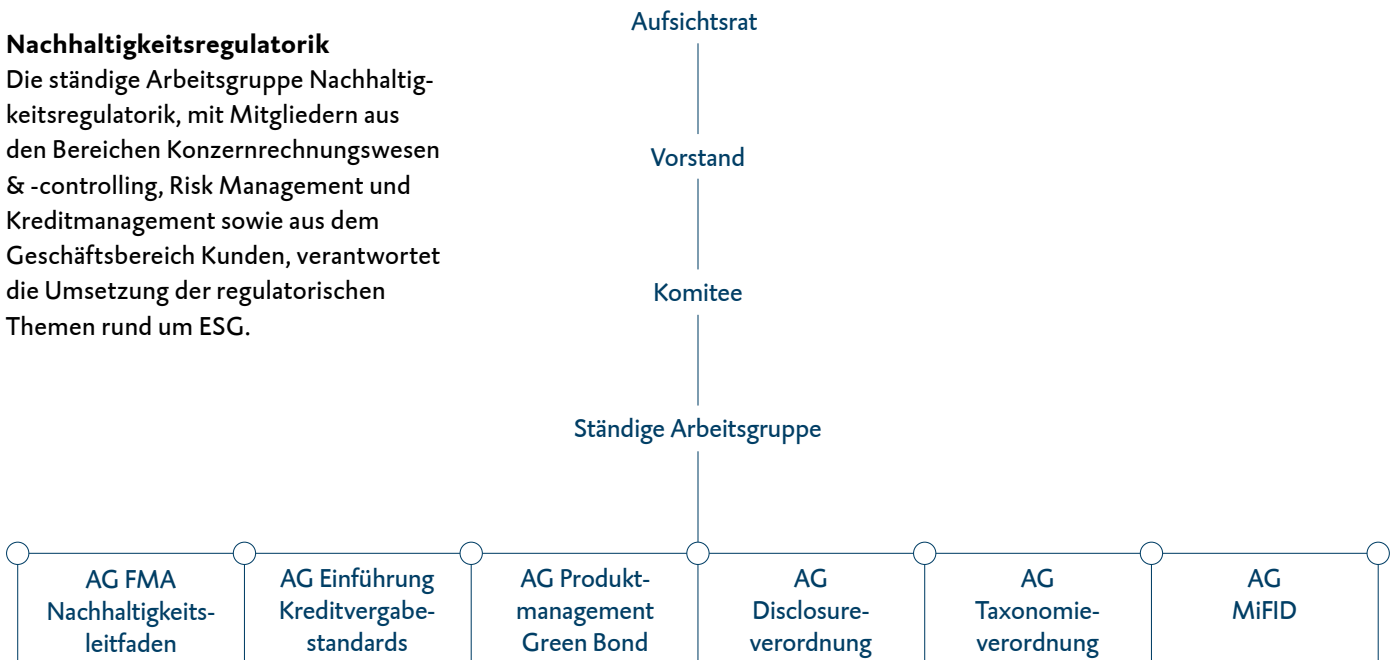 Nachhaltigkeitsregulatorik
Die ständige Arbeitsgruppe Nachhaltig-
keitsregulatorik, mit Mitgliedern aus
den Bereichen Konzernrechnungswesen
& -controlling, Risk Management und
Kreditmanagement sowie aus dem
Geschäftsbereich Kunden, verantwortet
die Umsetzung der regulatorischen
Themen rund um ESG.
Aufsichtsrat
Vorstand
Komitee
Ständige Arbeitsgruppe
AG FMA
Nachhaltigkeits-
leitfaden
AG Einführung
Kreditvergabe-
standards
AG Produkt-
management
Green Bond
AG
Disclosure-
verordnung
AG
Taxonomie-
verordnung
AG
MiFID